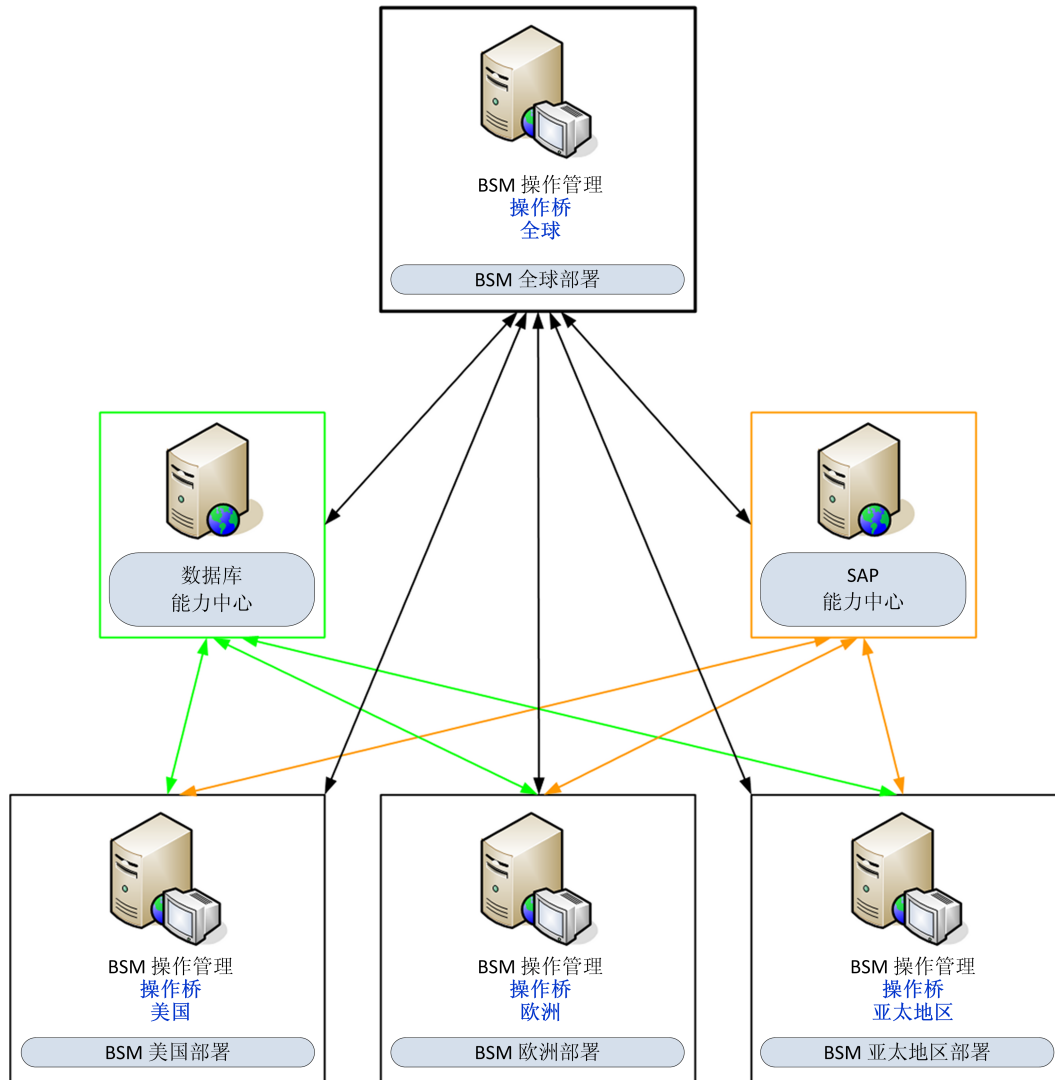 BSM 操作管理
操作桥
全球
BSM 全球部署
数据库
能力中心
SAP
能力中心
BSM 操作管理
操作桥
美国
BSM 美国部署
BSM 操作管理
操作桥
欧洲
BSM 欧洲部署
BSM 操作管理
操作桥
亚太地区
BSM 亚太地区部署